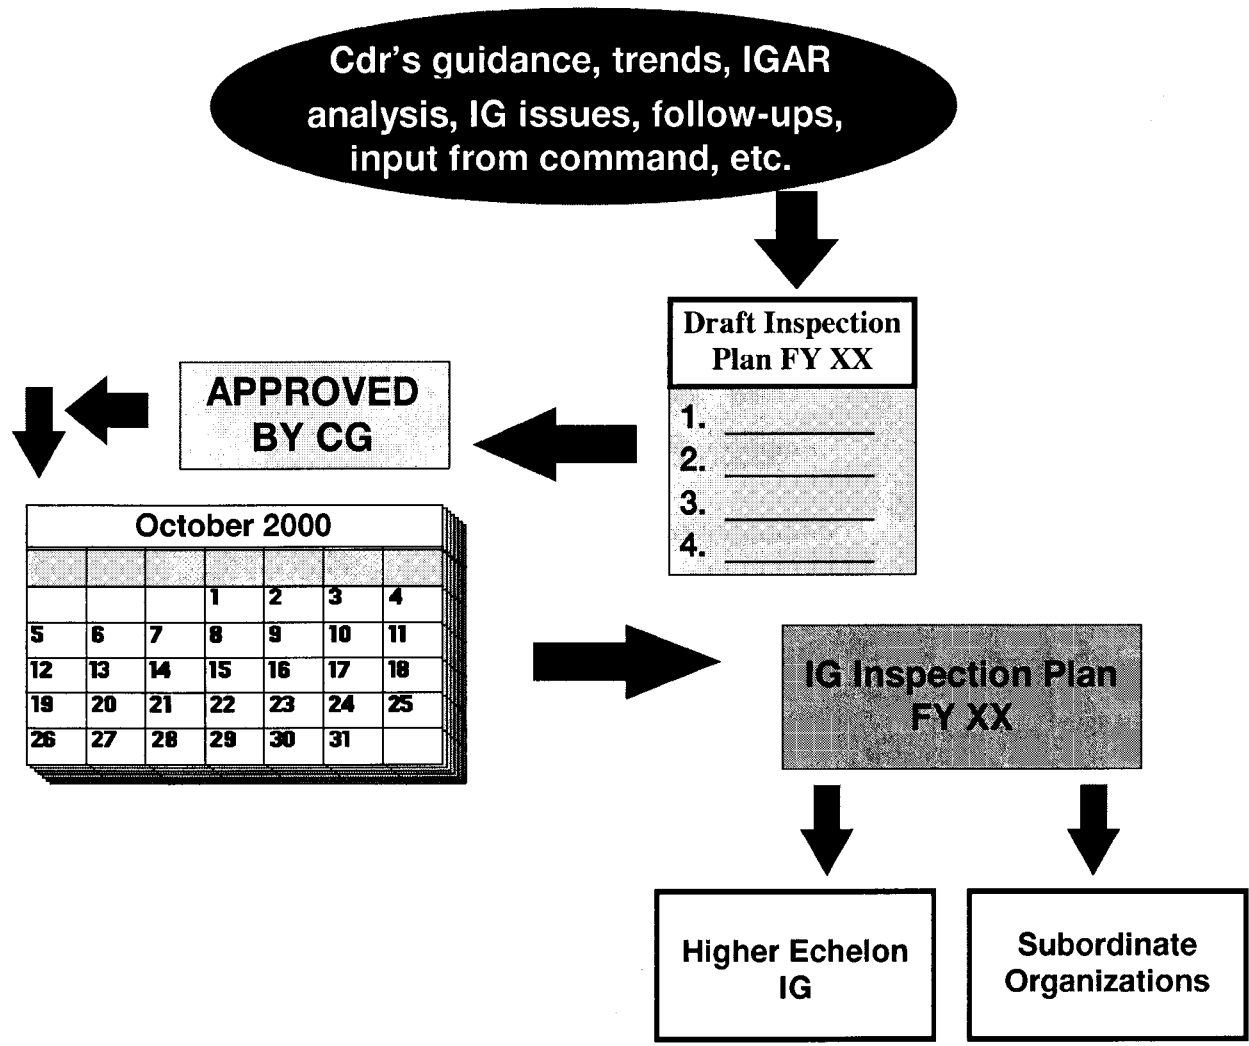 Cdr's guidance, trends, IGAR
analysis, IG issues, follow-ups,
input from command, etc.
Draft Inspection
Plan FY XX
1.
2.
3.
4.
APPROVED
BY CG
October 2000
1 2 3 4
5 6 7 8 9 10 11
12 13 14 15 16 17 18
19 20 21 22 23 24 25
26 27 28 29 30 31
IG Inspection Plan
FY XX
Higher Echelon
IG
Subordinate
Organizations